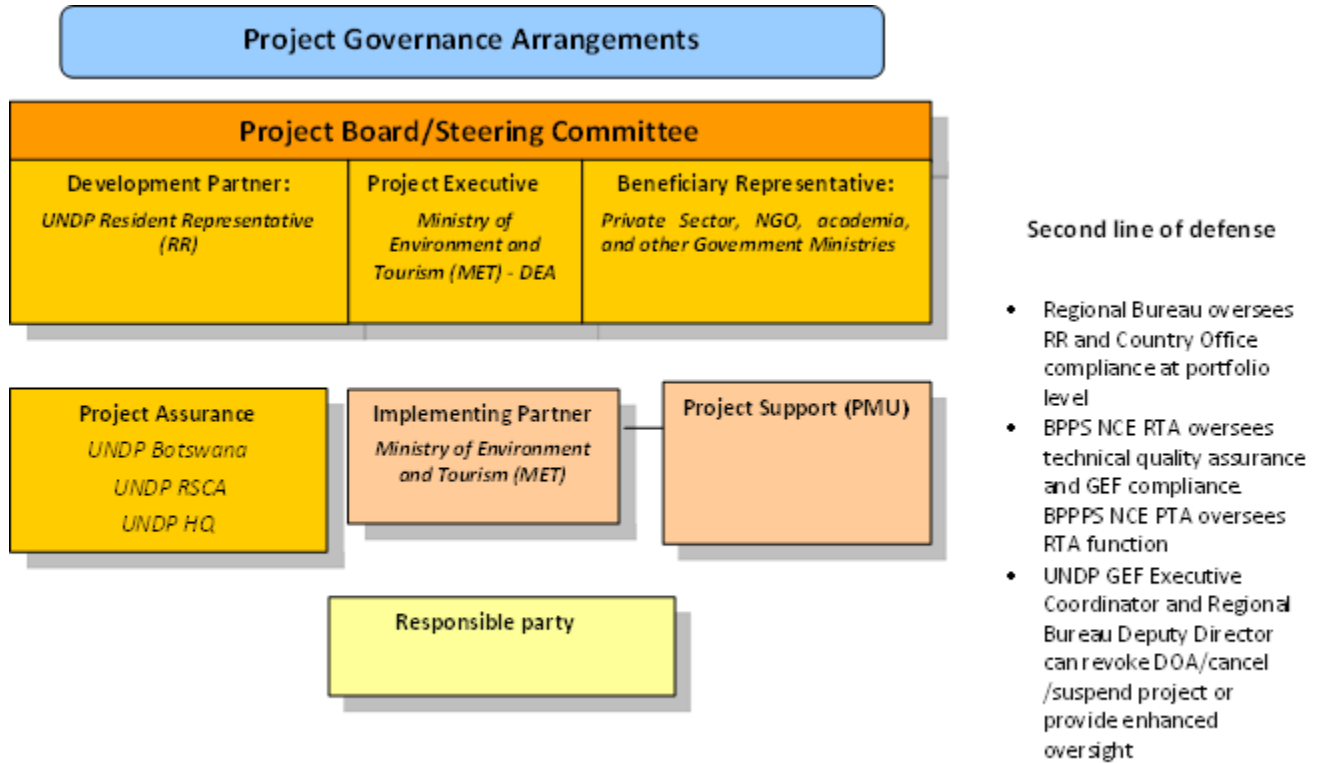 Project Governance Arrangements
Project Board/Steering Committee
Development Partner:
UNDP Resident Representative
(RR)
Project Executive
Ministry of
Environment and
Tourism (MET) - DEA
Beneficiary Representative:
Private Sector, NGO, academia,
and other Government Ministries
Project Assurance
UNDP Botswana
UNDP RSCA
UNDP HQ
Implementing Partner
Ministry of Environment
and Tourism (MET)
Project Support (PMU)
Responsible party
Second line of defense
• Regional Bureau oversees
RR and Country Office
compliance at portfolio
level
• BPPS NCE RTA oversees
technical quality assurance
and GEF compliance.
BPPPS NCE PTA oversees
RTA function
• UNDP GEF Executive
Coordinator and Regional
Bureau Deputy Director
can revoke DOA/cancel
/suspend project or
provide enhanced
oversight